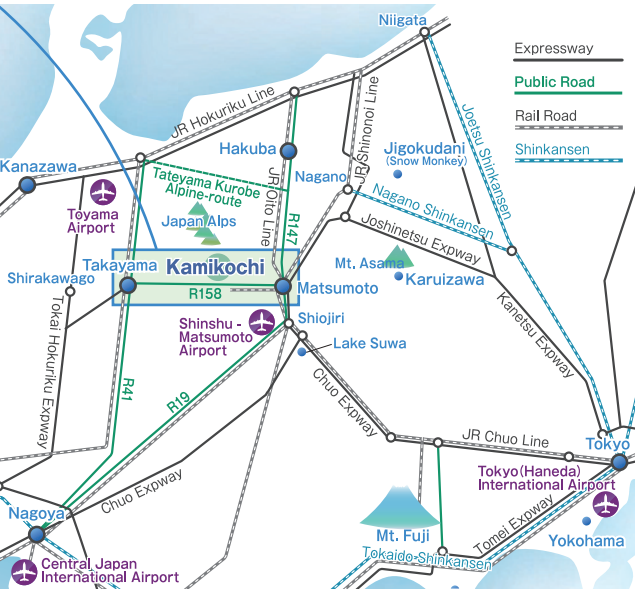 Niigata
Expressway
Public Road
Rail Road
Shinkansen
JR Hokuriku Line
JR Shinonoi Line
Joetsu Shinkansen
Hakuba
Jigokudani
(Snow Monkey)
Kanazawa
Tateyama Kurobe
Alpine-route
JR Oito Line
Nagano
Nagano Shinkansen
Toyama
Airport
Japan Alps
R147
Joshinetsu Expway
Takayama
Kamikochi
Mt. Asama
Karuizawa
Shirakawago
R158
Matsumoto
Kanetsu Expway
Tokai Hokuriku Expway
Shinshu -
Matsumoto
Airport
Shiojiri
Lake Suwa
R41
R19
Chuo Expway
JR Chuo Line
Tokyo
Tokyo(Haneda)
International Airport
Chuo Expway
Nagoya
Mt. Fuji
Tomei Expway
Yokohama
Tokaido Shinkansen
Central Japan
International Airport